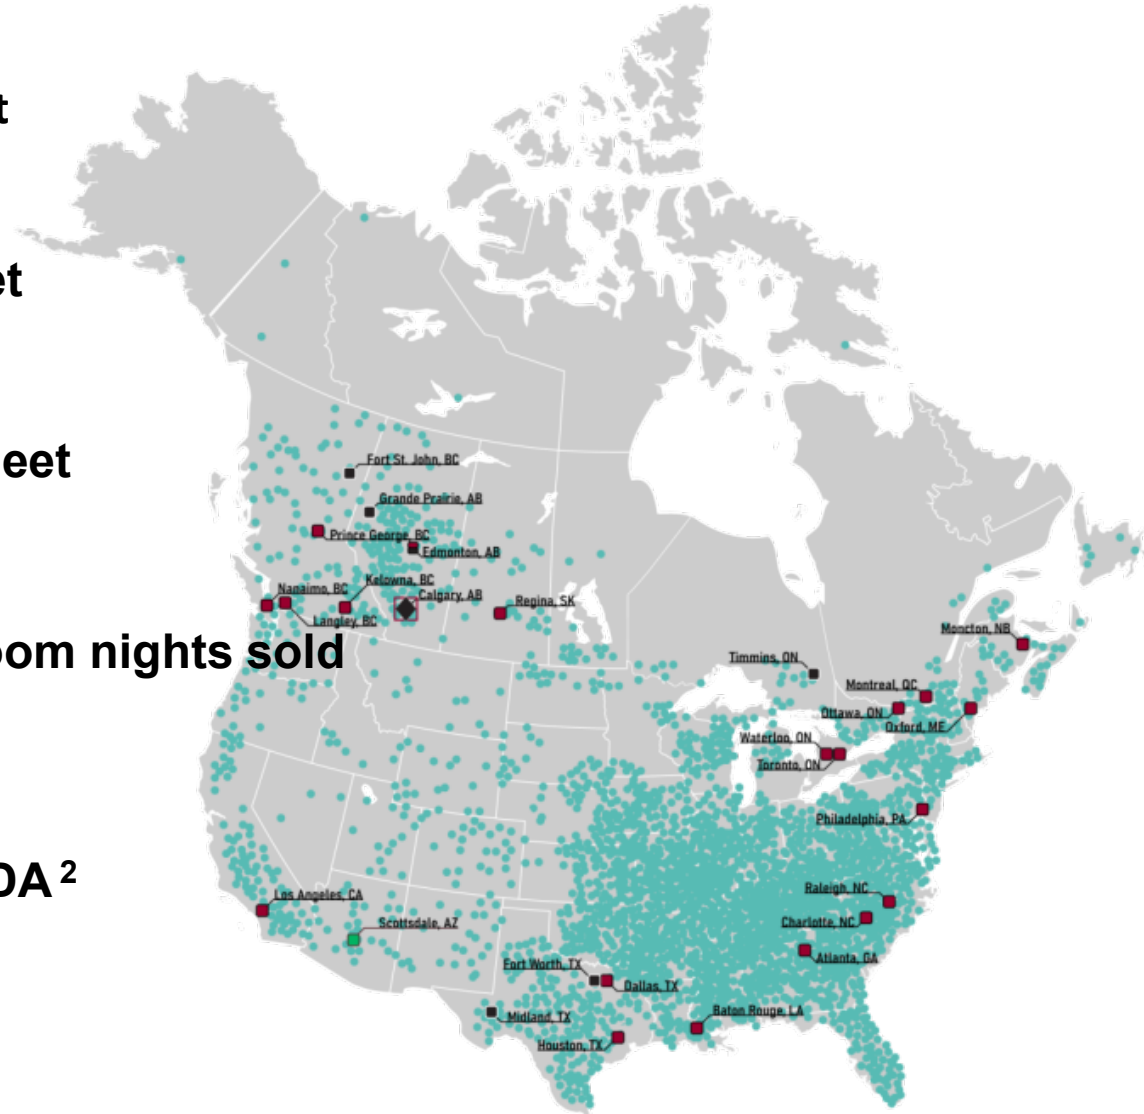 t
et
eet
Fort St. John, BC
Grande Prairie, AB
Prince George, BC
Edmonton, AB
Kelowna, BC
Nanaimo, BC
Calgary, AB
Regina, SK
Langley, BC
Moncton, NB
oom nights sold
Timmins, ON
Montreal, QC
Ottawa, ON
Oxford, ME
Waterloo, ON
Toronto, ON
Philadelphia, PA
DA 2
Los Angeles, CA
Raleigh, NC
Scottsdale, AZ
Charlotte, NC
Atlanta, GA
Fort Worth, TX
Dallas, TX
Midland, TX
Baton Rouge, LA
Houston, TX